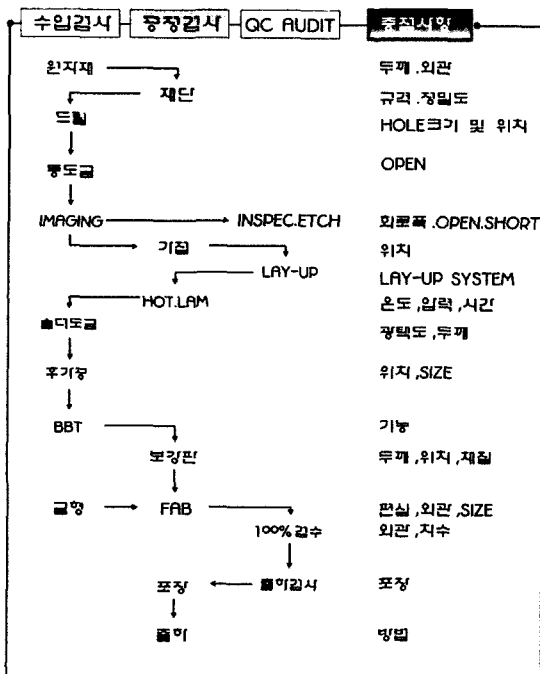 수입검사 공정검사 QC AUDIT 중점사항
원자재 두께.외관
재단 규격.정밀도
드릴 HOLE크기 및 위치
동도금 OPEN
IMAGING INSPEC.ETCH 회로폭.OPEN.SHORT
가접 위치
LAY-UP LAY-UP SYSTEM
HOT.LAM 온도,압력,시간
솔더도금 광택도,두께
후가공 위치,SIZE
BBT 기능
보강판 두께,위치,재질
금형 FAB 편심,외관,SIZE
100%검수 외관,치수
포장 출하검사 포장
출하 방법